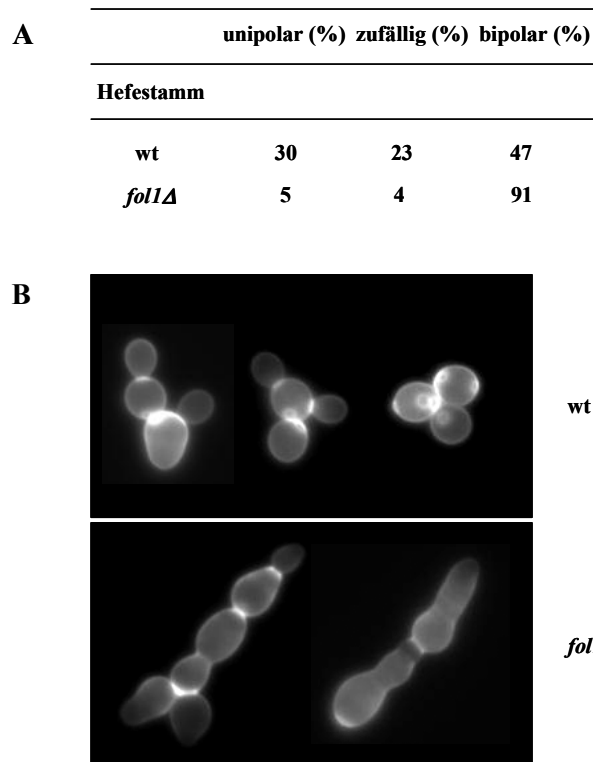 A
unipolar (%) zufällig (%) bipolar (%)
Hefestamm
wt 30 23 47
fol1Δ 5 4 91
B
wt
fol